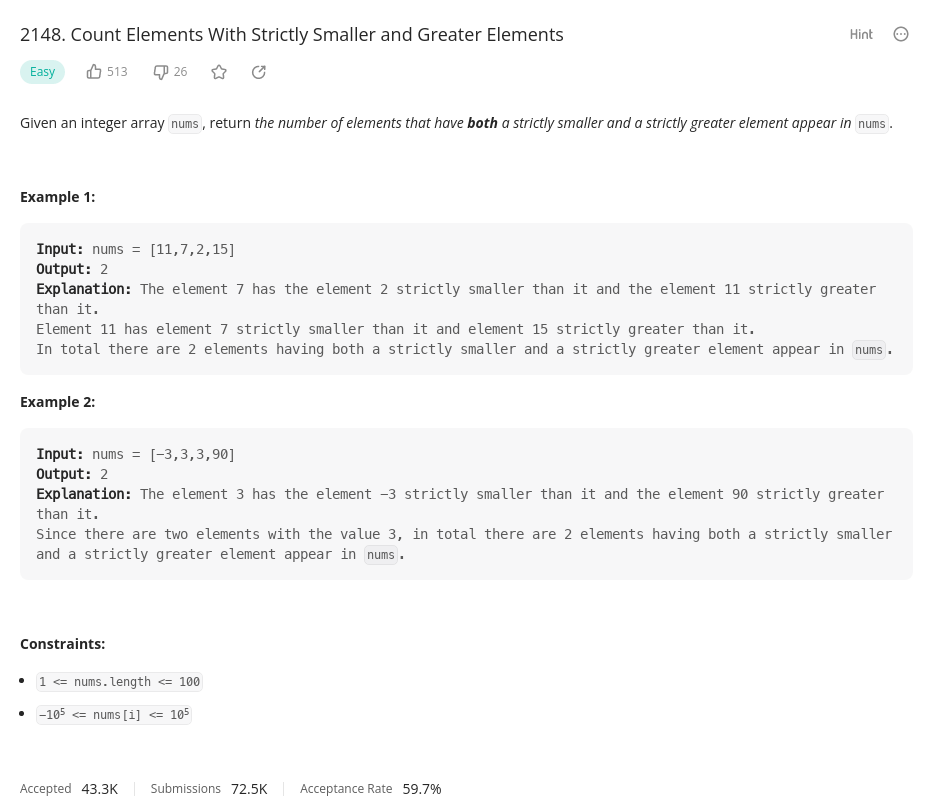 2148. Count Elements With Strictly Smaller and Greater Elements
Hint
Easy
513
26
Given an integer array nums, return the number of elements that have both a strictly smaller and a strictly greater element appear in nums.
Example 1:
Input: nums = [11,7,2,15]
Output: 2
Explanation: The element 7 has the element 2 strictly smaller than it and the element 11 strictly greater
than it.
Element 11 has element 7 strictly smaller than it and element 15 strictly greater than it.
In total there are 2 elements having both a strictly smaller and a strictly greater element appear in nums.
Example 2:
Input: nums = [-3,3,3,90]
Output: 2
Explanation: The element 3 has the element -3 strictly smaller than it and the element 90 strictly greater
than it.
Since there are two elements with the value 3, in total there are 2 elements having both a strictly smaller
and a strictly greater element appear in nums.
Constraints:
• 1 <= nums.length <= 100
• -10⁵ <= nums[i] <= 10⁵
Accepted 43.3K Submissions 72.5K Acceptance Rate 59.7%